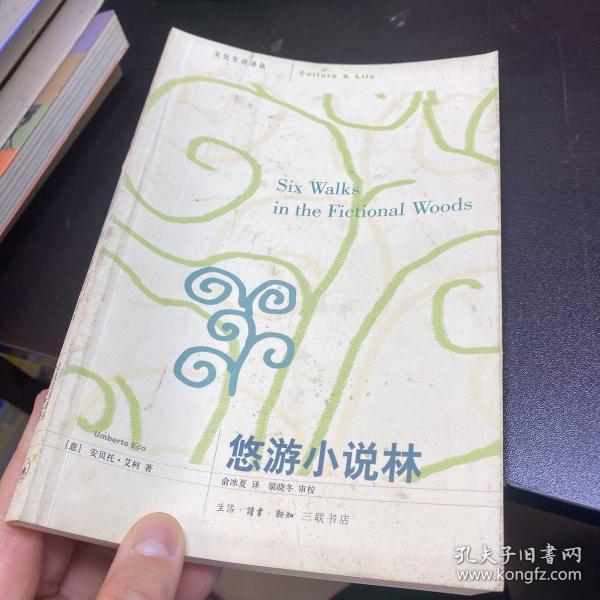 文化生活译丛
Culture & Life
Six Walks
in the Fictional Woods
Umberto Eco
[意] 安贝托·艾柯 著
悠游小说林
俞冰夏 译 梁晓冬 审校
生活·讀書·新知 三联书店
孔夫子旧书网
www.kongfz.com